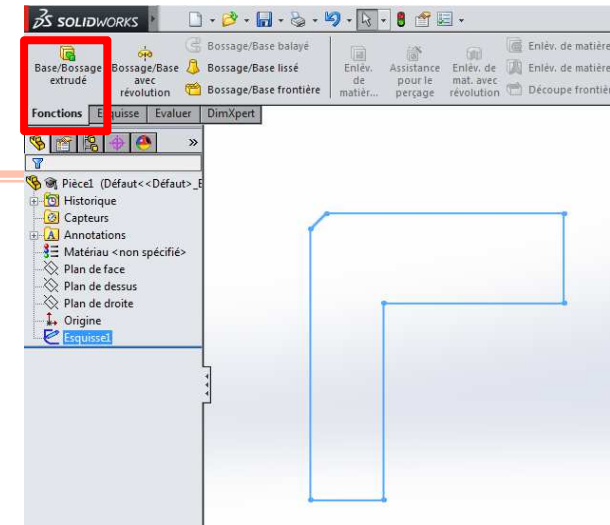 SOLIDWORKS
Base/Bossage extrudé
Bossage/Base avec révolution
Bossage/Base balayé
Bossage/Base lissé
Bossage/Base frontière
Enlèv. de matièr...
Assistance pour le perçage
Enlèv. de mat. avec révolution
Enlèv. de matière
Enlèv. de matière
Découpe frontièr
Fonctions
Esquisse
Evaluer
DimXpert
»
Pièce1 (Défaut<<Défaut>_E
Historique
Capteurs
Annotations
Matériau <non spécifié>
Plan de face
Plan de dessus
Plan de droite
Origine
Esquisse1